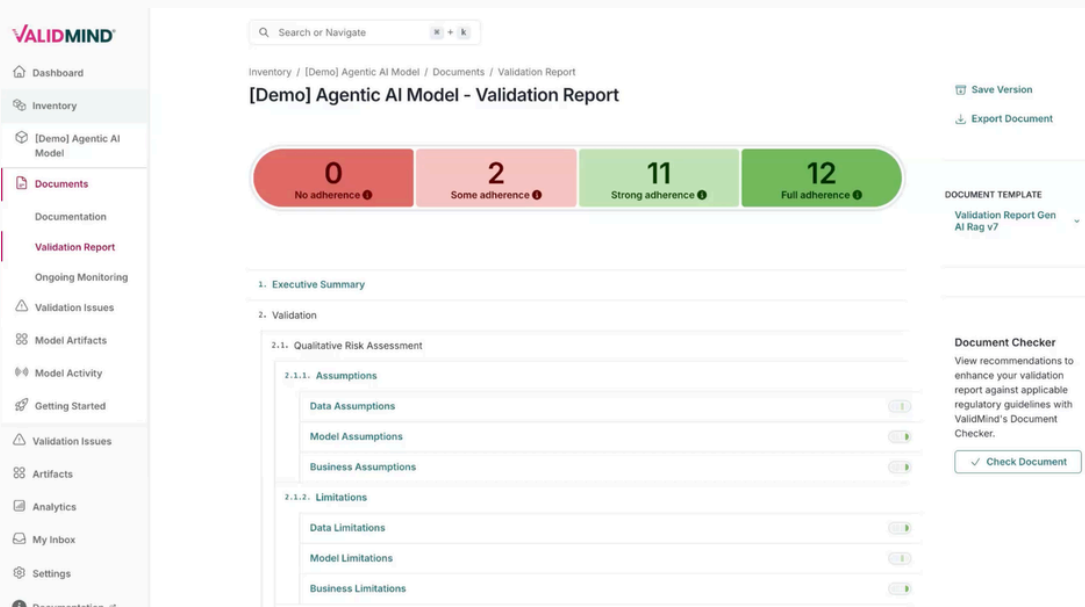 VALIDMIND
Dashboard
Inventory
[Demo] Agentic AI
Model
Documents
Documentation
Validation Report
Ongoing Monitoring
Validation Issues
Model Artifacts
Model Activity
Getting Started
Validation Issues
Artifacts
Analytics
My Inbox
Settings
Documentation
Search or Navigate ⌘ + k
Inventory / [Demo] Agentic AI Model / Documents / Validation Report
[Demo] Agentic AI Model - Validation Report
0 2 11 12
No adherence Some adherence Strong adherence Full adherence
1. Executive Summary
2. Validation
2.1. Qualitative Risk Assessment
2.1.1. Assumptions
Data Assumptions
Model Assumptions
Business Assumptions
2.1.2. Limitations
Data Limitations
Model Limitations
Business Limitations
Save Version
Export Document
DOCUMENT TEMPLATE
Validation Report Gen
AI Rag v7
Document Checker
View recommendations to
enhance your validation
report against applicable
regulatory guidelines with
ValidMind's Document
Checker.
Check Document